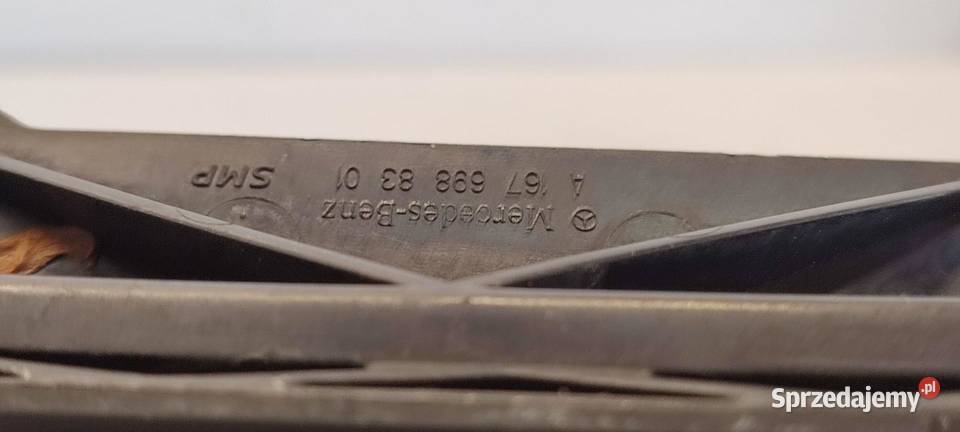 Mercedes-Benz
A 167 698 83 01
SMP
Sprzedajemy.pl